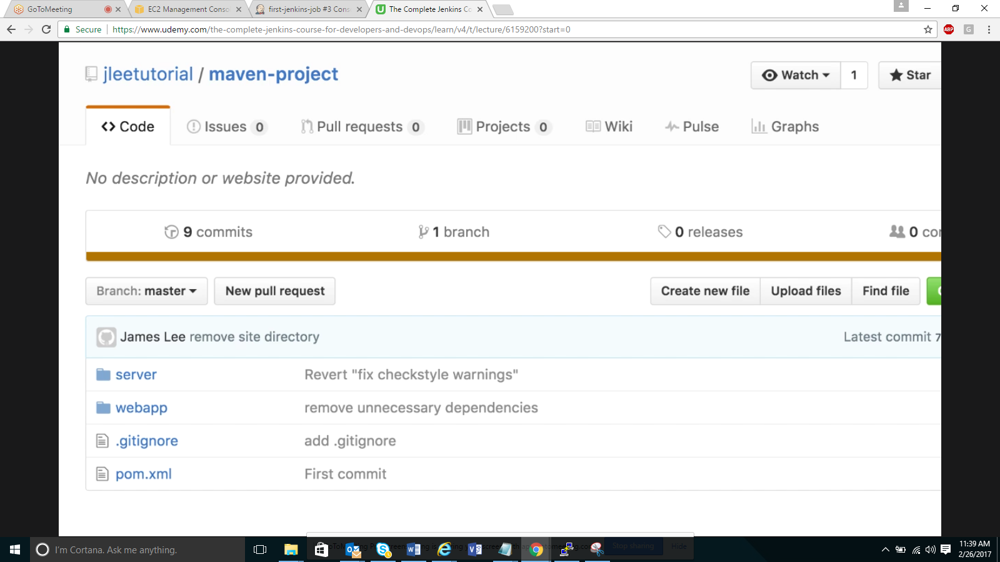 GoToMeeting
EC2 Management Conso
first-jenkins-job #3 Cons
The Complete Jenkins Co
Secure
https://www.udemy.com/the-complete-jenkins-course-for-developers-and-devops/learn/v4/t/lecture/6159200?start=0
ABP
G
jleetutorial / maven-project
Watch 1 Star
Code Issues 0 Pull requests 0 Projects 0 Wiki Pulse Graphs
No description or website provided.
9 commits 1 branch 0 releases 0 con
Branch: master New pull request Create new file Upload files Find file
James Lee remove site directory Latest commit 7
server Revert "fix checkstyle warnings"
webapp remove unnecessary dependencies
.gitignore add .gitignore
pom.xml First commit
I'm Cortana. Ask me anything.
Stop sharing Hide
11:39 AM
2/26/2017